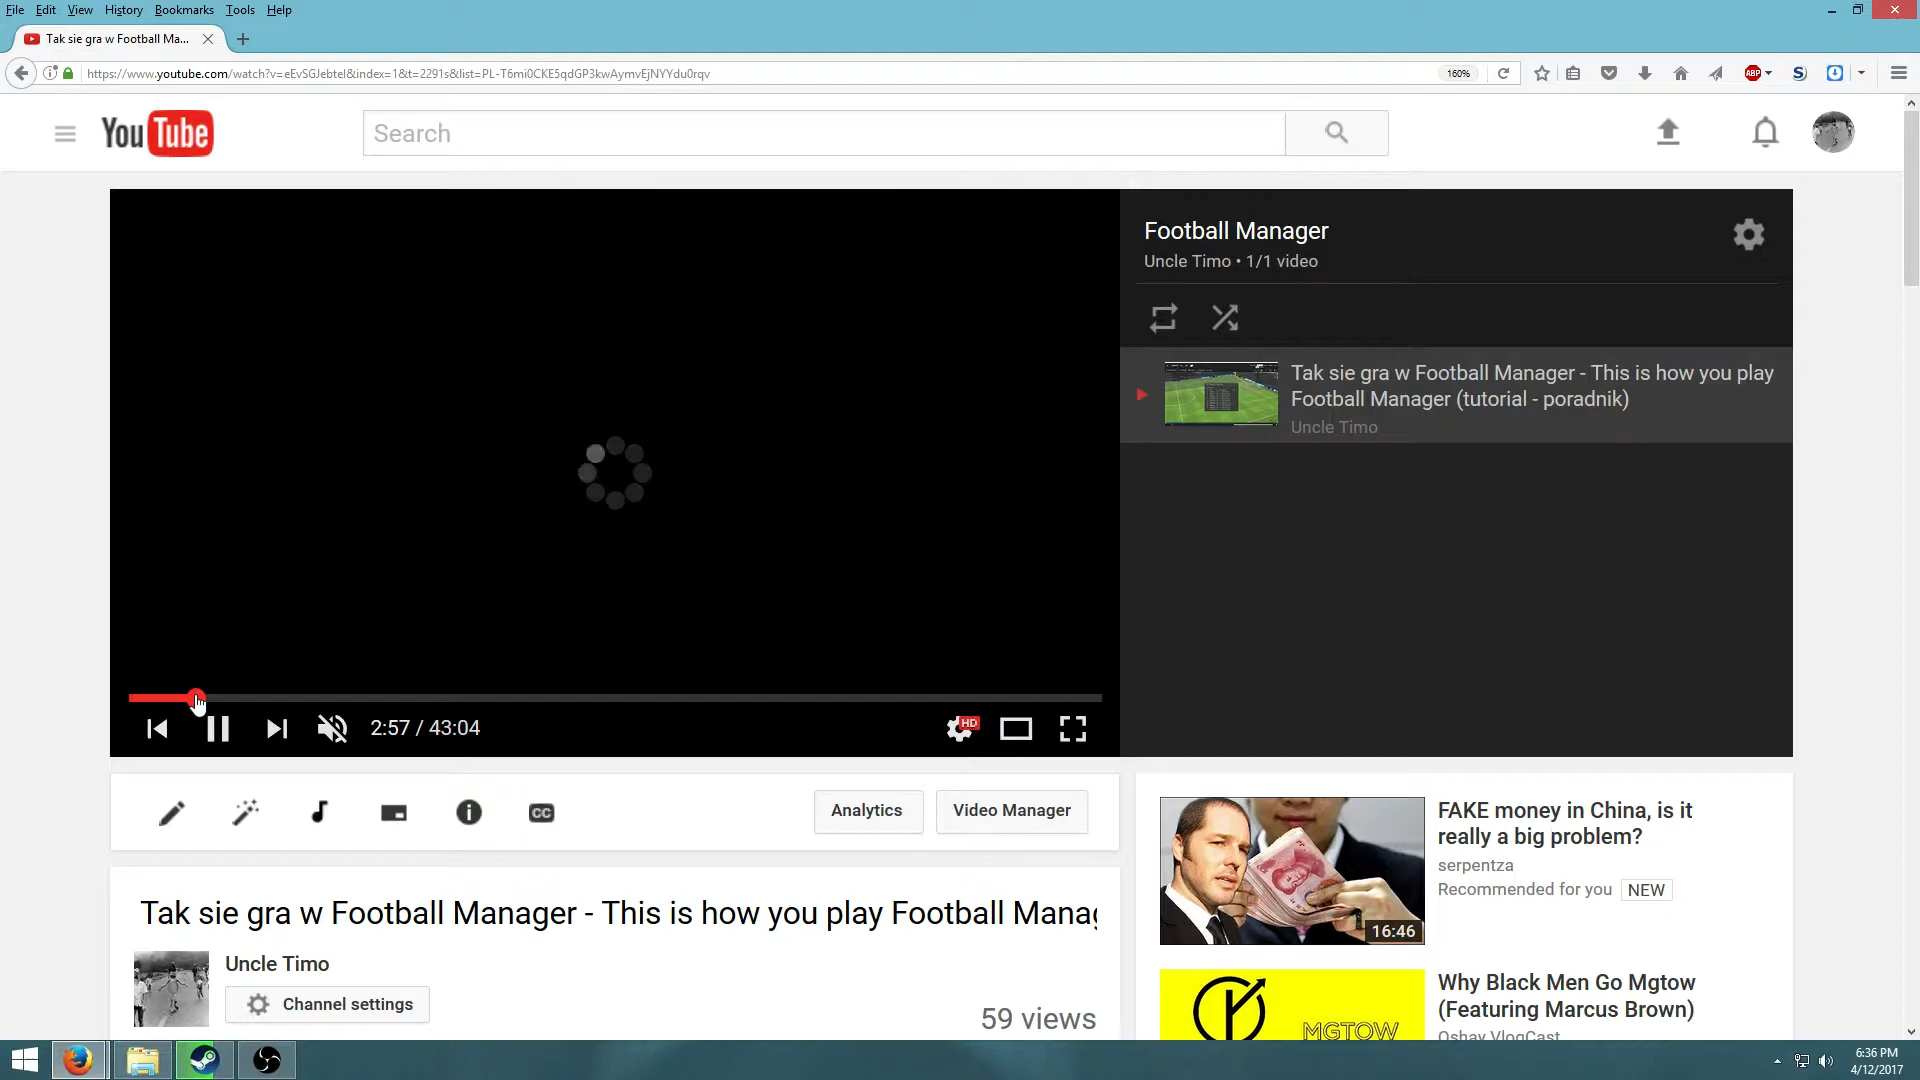 File Edit View History Bookmarks Tools Help
Tak sie gra w Football Ma...
https://www.youtube.com/watch?v=eEvSGJebteI&index=1&t=2291s&list=PL-T6mi0CKE5qdGP3kwAymvEjNYYdu0rqv
160%
ABP
S
YouTube
Search
Football Manager
Uncle Timo • 1/1 video
Tak sie gra w Football Manager - This is how you play
Football Manager (tutorial - poradnik)
Uncle Timo
2:57 / 43:04
HD
CC
Analytics
Video Manager
FAKE money in China, is it
really a big problem?
serpentza
Recommended for you NEW
16:46
Tak sie gra w Football Manager - This is how you play Football Manag
Uncle Timo
Channel settings
59 views
Why Black Men Go Mgtow
(Featuring Marcus Brown)
Oshay VlogCast
MGTOW
6:36 PM
4/12/2017